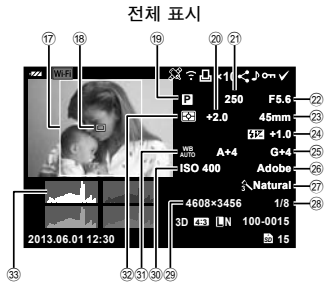 전체 표시
⑰ ⑱ ⑲ ⑳ ㉑
Wi-Fi ×10
P 250 F5.6 ㉒
+2.0 45mm ㉓
+1.0 ㉔
WB AUTO A+4 G+4 ㉕
ISO 400 Adobe ㉖
Natural ㉗
4608×3456 1/8 ㉘
3D 4:3 LN 100-0015
2013.06.01 12:30 15
㉝ ㉜ ㉛ ㉚ ㉙